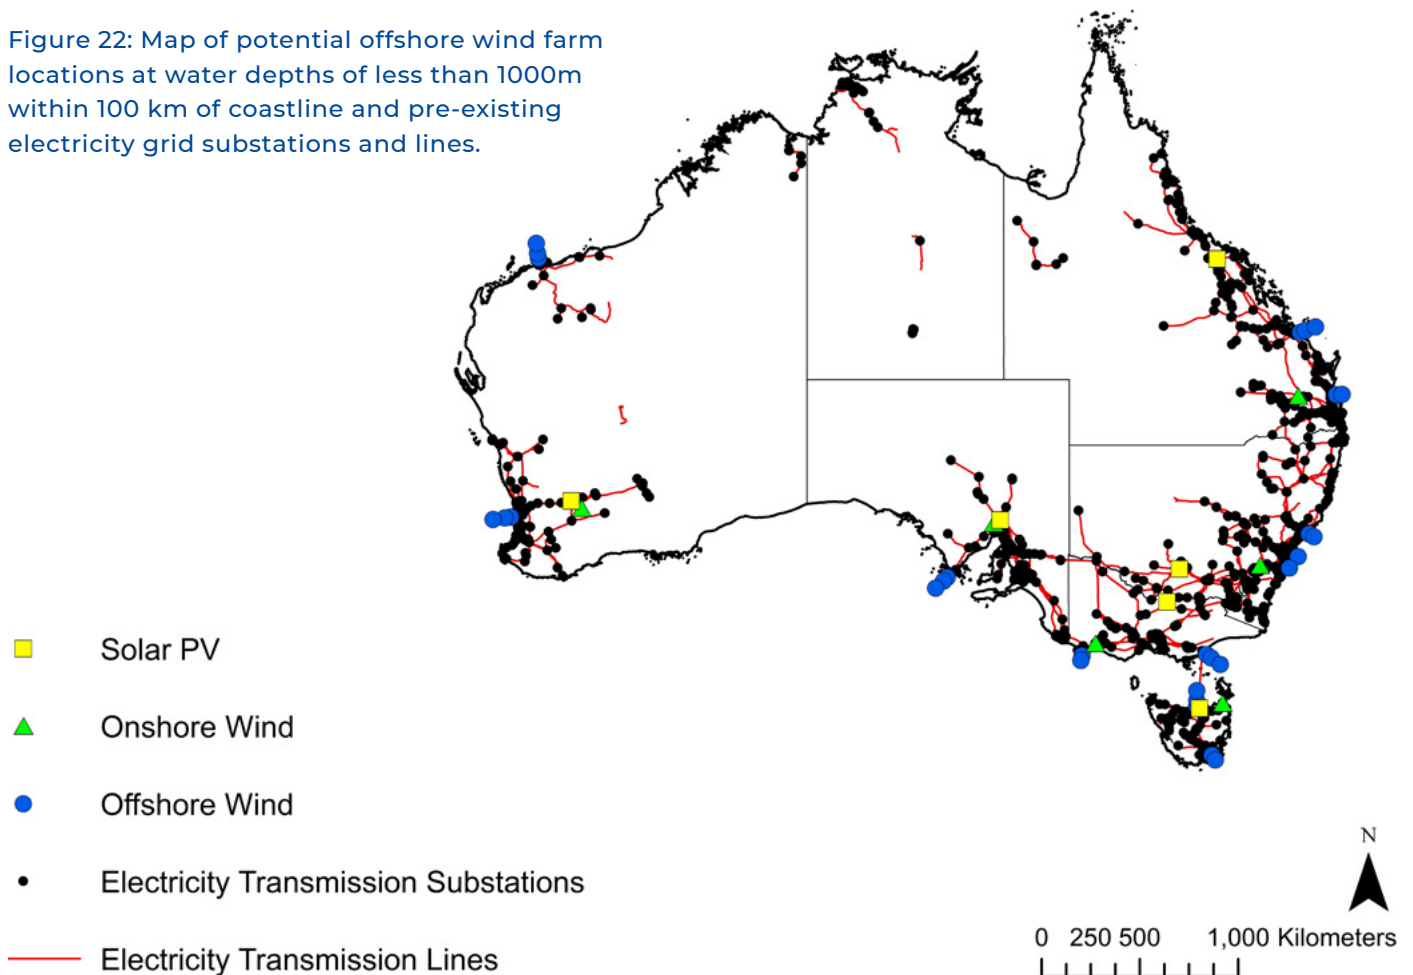 Figure 22: Map of potential offshore wind farm
locations at water depths of less than 1000m
within 100 km of coastline and pre-existing
electricity grid substations and lines.
Solar PV
Onshore Wind
Offshore Wind
Electricity Transmission Substations
Electricity Transmission Lines
N
0 250 500 1,000 Kilometers